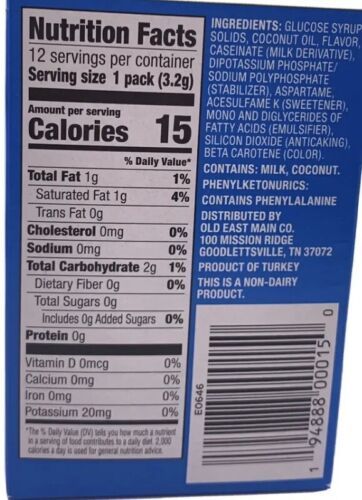 Nutrition Facts
12 servings per container
Serving size 1 pack (3.2g)
Amount per serving
Calories 15
% Daily Value*
Total Fat 1g 1%
Saturated Fat 1g 4%
Trans Fat 0g
Cholesterol 0mg 0%
Sodium 0mg 0%
Total Carbohydrate 2g 1%
Dietary Fiber 0g 0%
Total Sugars 0g
Includes 0g Added Sugars 0%
Protein 0g
Vitamin D 0mcg 0%
Calcium 0mg 0%
Iron 0mg 0%
Potassium 20mg 0%
*The % Daily Value (DV) tells you how much a nutrient
in a serving of food contributes to a daily diet. 2,000
calories a day is used for general nutrition advice.
INGREDIENTS: GLUCOSE SYRUP
SOLIDS, COCONUT OIL, FLAVOR,
CASEINATE (MILK DERIVATIVE),
DIPOTASSIUM PHOSPHATE/
SODIUM POLYPHOSPHATE
(STABILIZER), ASPARTAME,
ACESULFAME K (SWEETENER),
MONO AND DIGLYCERIDES OF
FATTY ACIDS (EMULSIFIER),
SILICON DIOXIDE (ANTICAKING),
BETA CAROTENE (COLOR).
CONTAINS: MILK, COCONUT.
PHENYLKETONURICS:
CONTAINS PHENYLALANINE
DISTRIBUTED BY
OLD EAST MAIN CO.
100 MISSION RIDGE
GOODLETTSVILLE, TN 37072
PRODUCT OF TURKEY
THIS IS A NON-DAIRY
PRODUCT.
E0646
1 94888 00015 0